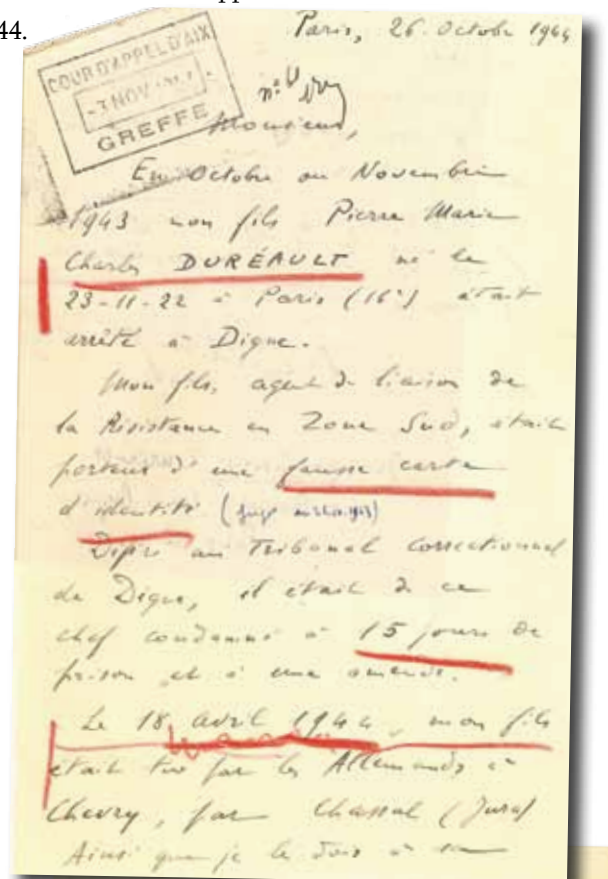 44.
Paris, 26. Octobre 1944
COUR D'APPEL D'AIX
-3 NOV
GREFFE
Monsieur,
En Octobre ou Novembre
1943 mon fils Pierre Marie
Charles DURÉAULT né le
23-11-22 à Paris (16e) était
arrêté à Digne.
Mon fils, agent de liaison de
la Résistance en Zone Sud, était
porteur d'une fausse carte
d'identité
Déféré au Tribunal correctionnel
de Digne, il était de ce
chef condamné à 15 jours de
prison et à une amende.
Le 18 avril 1944, mon fils
était tué par les Allemands à
Chevry, par Chassal (Jura)
Ainsi que je le dois à sa